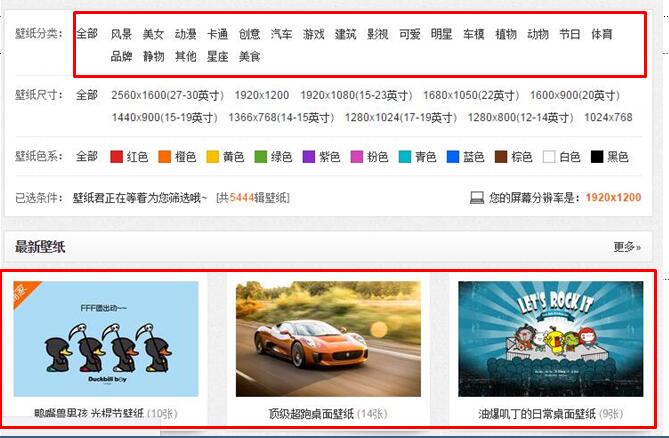 壁纸分类： 全部 风景 美女 动漫 卡通 创意 汽车 游戏 建筑 影视 可爱 明星 车模 植物 动物 节日 体育
品牌 静物 其他 星座 美食
壁纸尺寸： 全部 2560x1600(27-30英寸) 1920x1200 1920x1080(15-23英寸) 1680x1050(22英寸) 1600x900(20英寸)
1440x900(15-19英寸) 1366x768(14-15英寸) 1280x1024(17-19英寸) 1280x800(12-14英寸) 1024x768
壁纸色系： 全部 红色 橙色 黄色 绿色 紫色 粉色 青色 蓝色 棕色 白色 黑色
已选条件： 壁纸君正在等着为您筛选哦~ [共5444辑壁纸] 您的屏幕分辨率是：1920x1200
最新壁纸 更多»
FFF团出动~~
Duckbill boy
LET'S ROCK IT
鸭嘴兽男孩 光棍节壁纸 (10张) 顶级超跑桌面壁纸 (14张) 油爆叽丁的日常桌面壁纸 (9张)